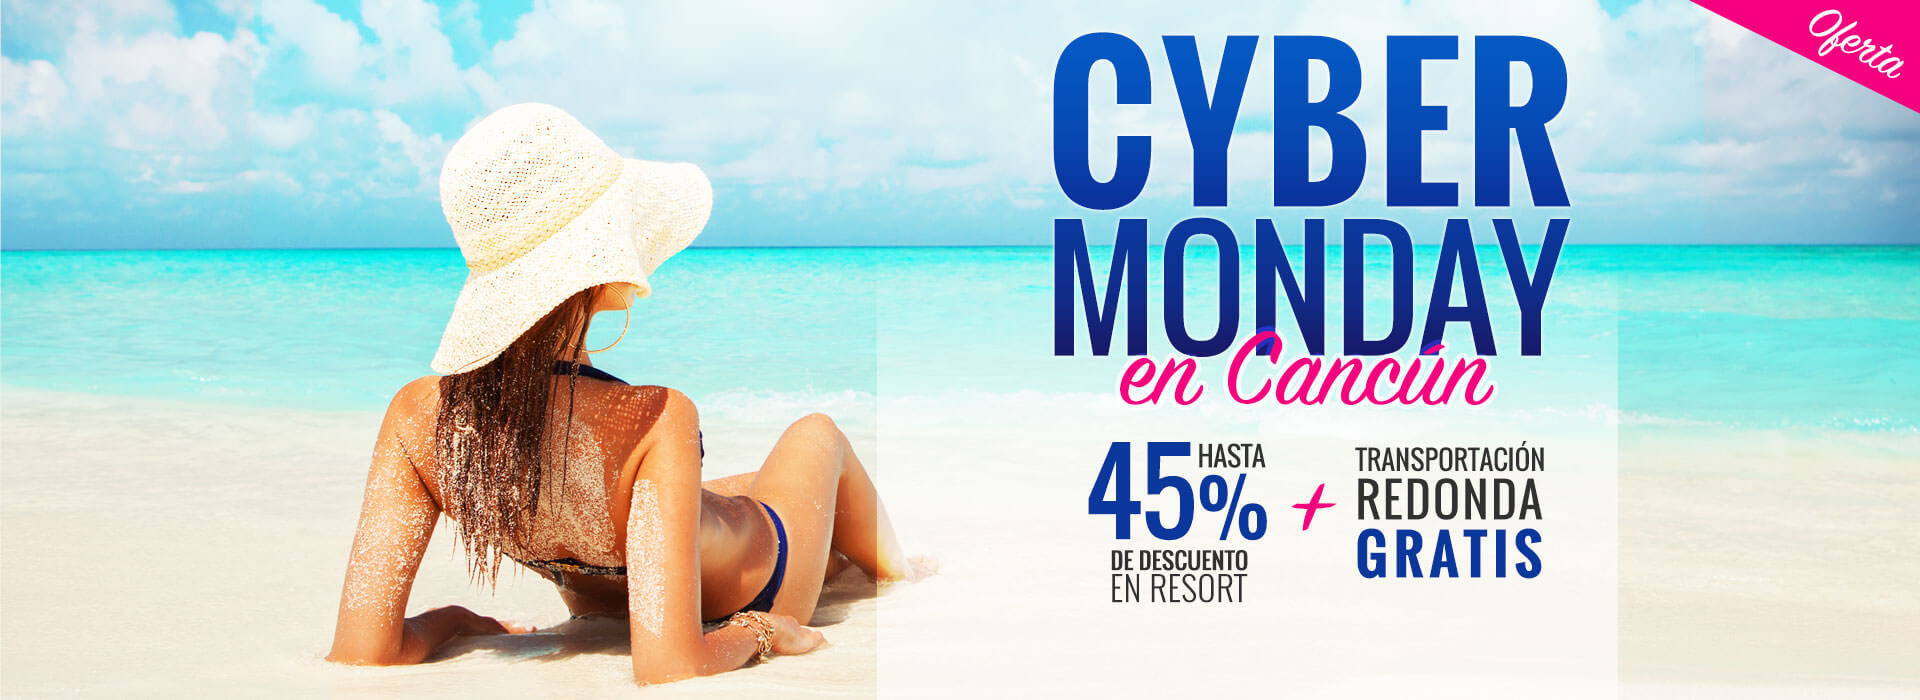 Oferta
CYBER
MONDAY
en Cancún
HASTA
45%
DE DESCUENTO
EN RESORT
+
TRANSPORTACIÓN
REDONDA
GRATIS